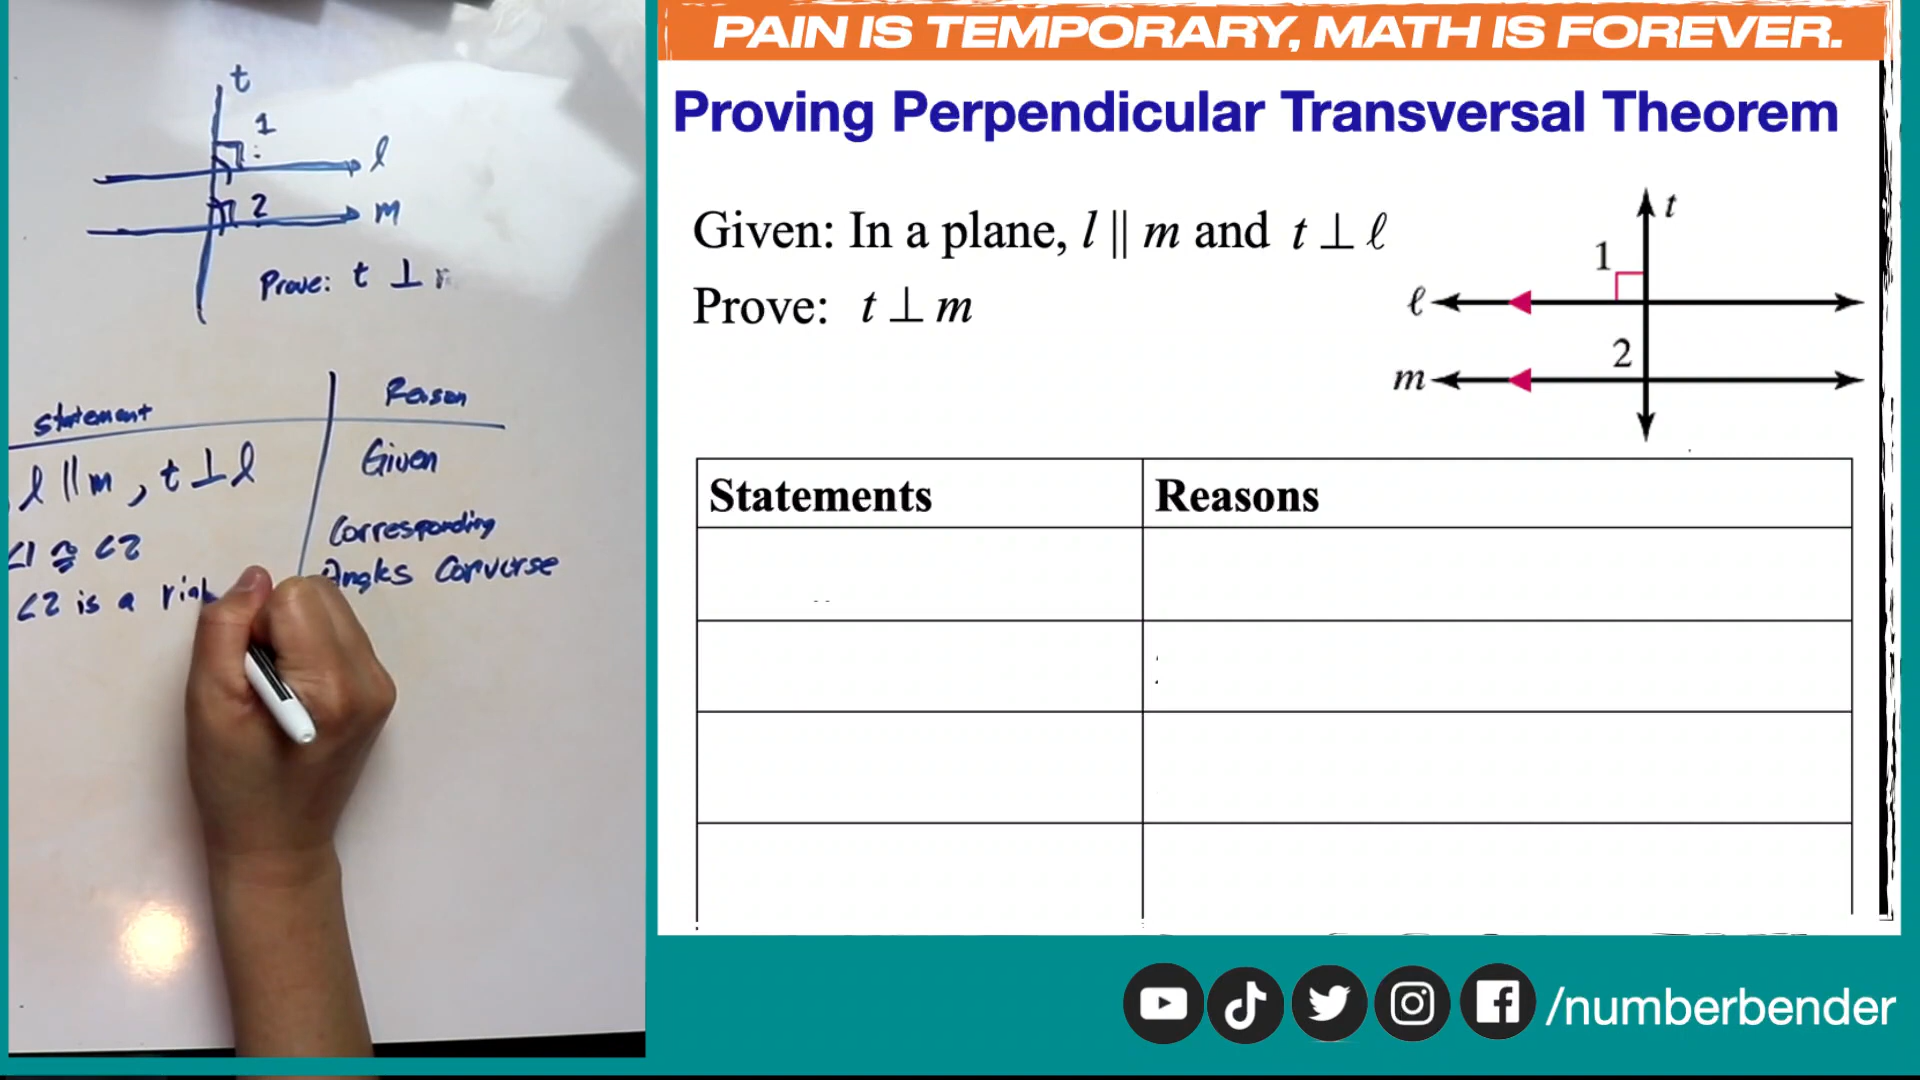 t
1
l
2
m
Prove: t ⊥
Statement
Reason
l || m, t ⊥ l
Given
<1 ≅ <2
Corresponding
Angles Converse
<2 is a
PAIN IS TEMPORARY, MATH IS FOREVER.
Proving Perpendicular Transversal Theorem
Given: In a plane, l || m and t ⊥ ℓ
Prove: t ⊥ m
t
1
ℓ
2
m
Statements
Reasons
/numberbender